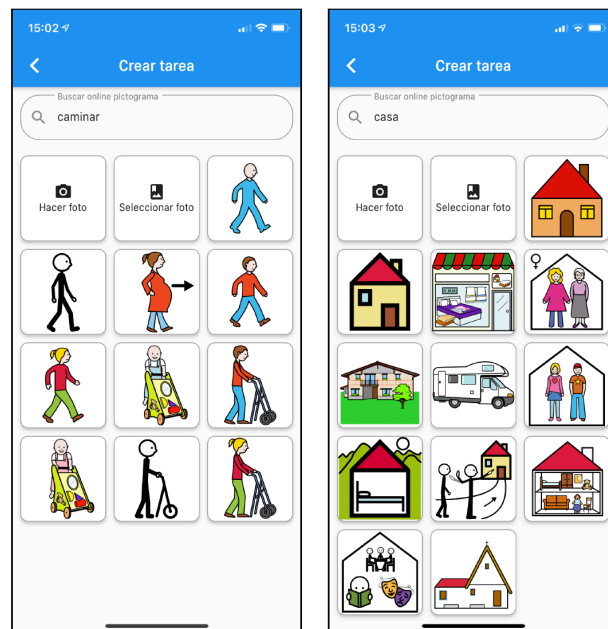 15:02
Crear tarea
Buscar online pictograma
caminar
Hacer foto
Seleccionar foto
15:03
Crear tarea
Buscar online pictograma
casa
Hacer foto
Seleccionar foto